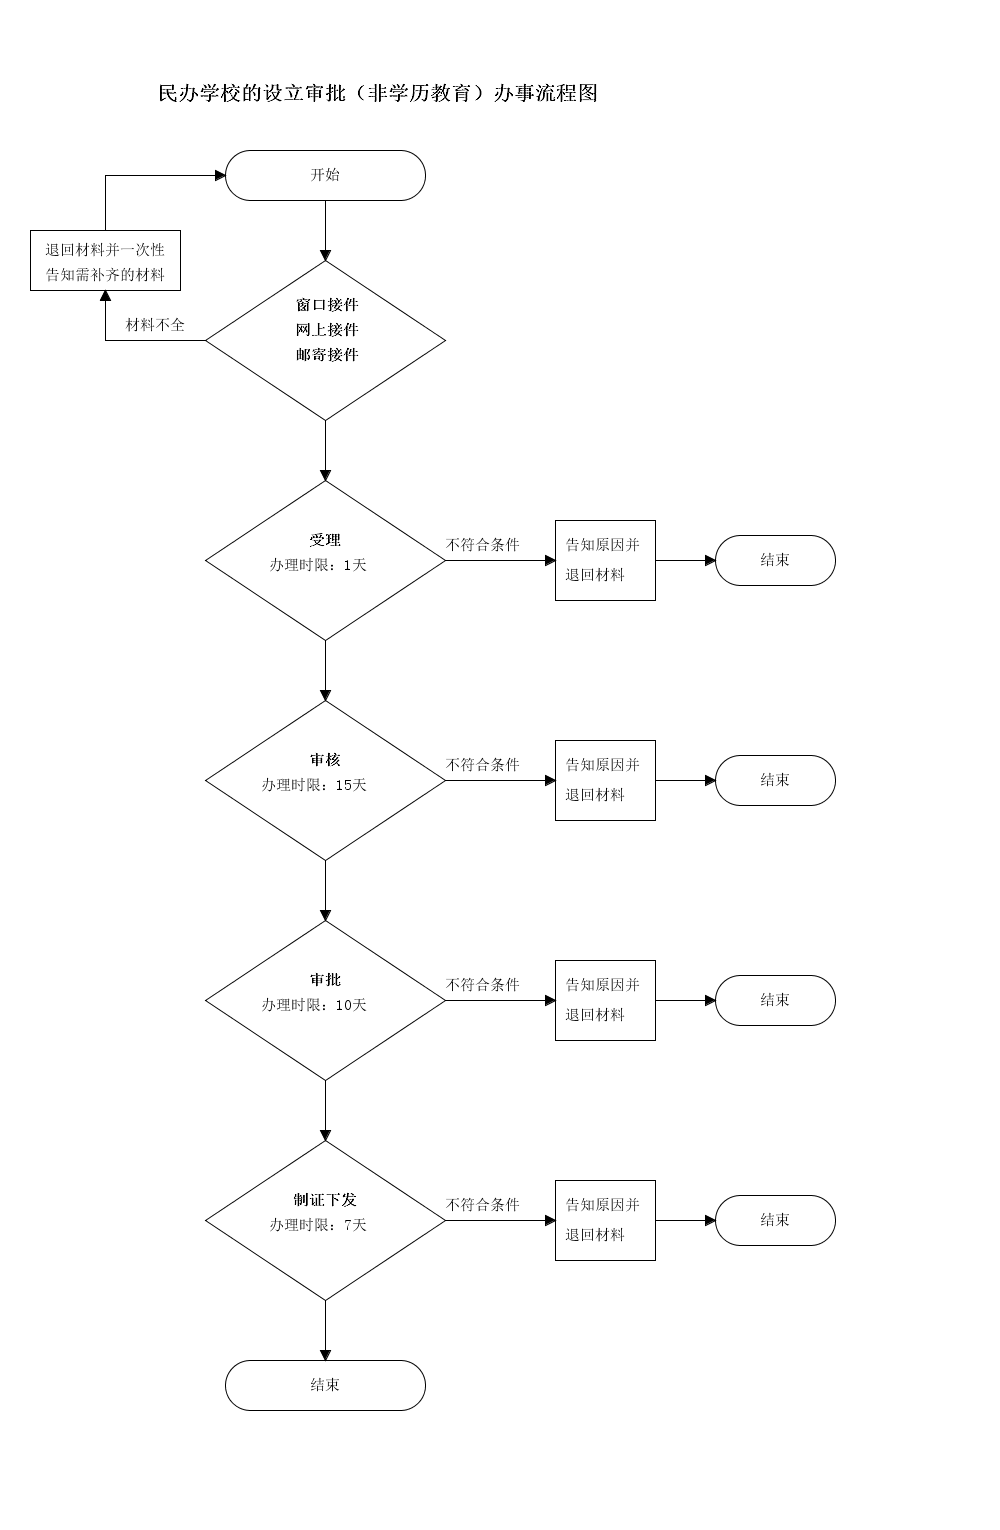 民办学校的设立审批（非学历教育）办事流程图
开始
退回材料并一次性
告知需补齐的材料
材料不全
窗口接件
网上接件
邮寄接件
受理
办理时限：1天
不符合条件
告知原因并
退回材料
结束
审核
办理时限：15天
不符合条件
告知原因并
退回材料
结束
审批
办理时限：10天
不符合条件
告知原因并
退回材料
结束
制证下发
办理时限：7天
不符合条件
告知原因并
退回材料
结束
结束